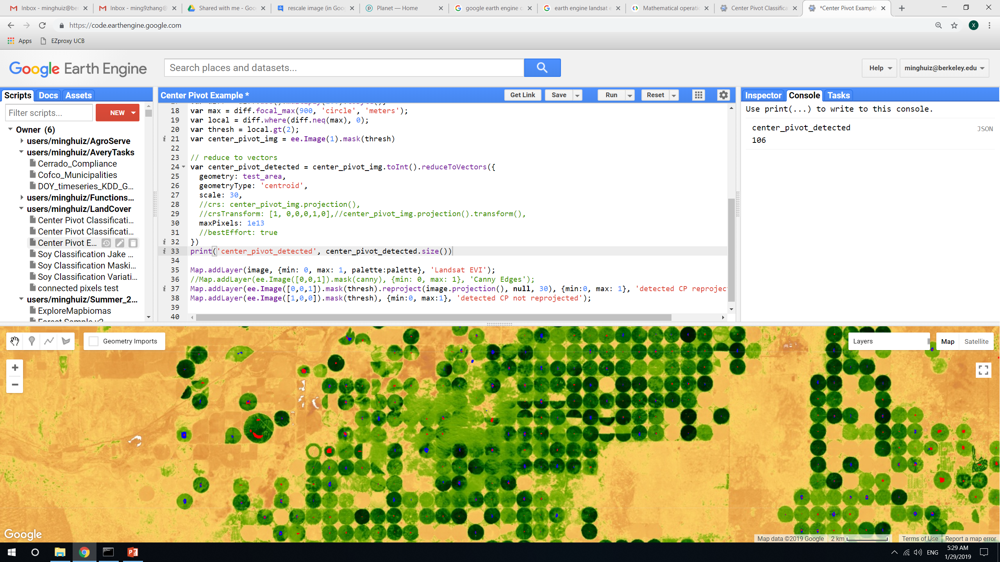 Inbox - minghuiz@be
Inbox - ming9zhang@
Shared with me - Goo
rescale image (in Goog
Planet — Home
google earth engine c
earth engine landsat e
Mathematical operatio
Center Pivot Classifica
*Center Pivot Example
https://code.earthengine.google.com
X
Apps
EZproxy UCB
Google Earth Engine
Search places and datasets...
Help
minghuiz@berkeley.edu
Scripts
Docs
Assets
Filter scripts...
NEW
Owner (6)
users/minghuiz/AgroServe
users/minghuiz/AveryTasks
Cerrado_Compliance
Cofco_Municipalities
DOY_timeseries_KDD_G...
users/minghuiz/Functions...
users/minghuiz/LandCover
Center Pivot Classificati...
Center Pivot Classificati...
Center Pivot E...
Soy Classification Jake ...
Soy Classification Maski...
Soy Classification Variati...
connected pixels test
users/minghuiz/Summer_2...
ExploreMapbiomas
Center Pivot Example *
Get Link
Save
Run
Reset
18 var max = diff.focal_max(900, 'circle', 'meters');
19 var local = diff.where(diff.neq(max), 0);
20 var thresh = local.gt(2);
i 21 var center_pivot_img = ee.Image(1).mask(thresh)
22
23 // reduce to vectors
24 var center_pivot_detected = center_pivot_img.toInt().reduceToVectors({
25 geometry: test_area,
26 geometryType: 'centroid',
27 scale: 30,
28 //crs: center_pivot_img.projection(),
29 //crsTransform: [1, 0,0,0,1,0],//center_pivot_img.projection().transform(),
30 maxPixels: 1e13
31 //bestEffort: true
i 32 })
i 33 print('center_pivot_detected', center_pivot_detected.size())
34
35 Map.addLayer(image, {min: 0, max: 1, palette:palette}, 'Landsat EVI');
36 //Map.addLayer(ee.Image([0,0,1]).mask(canny), {min: 0, max: 1}, 'Canny Edges');
i 37 Map.addLayer(ee.Image([0,0,1]).mask(thresh).reproject(image.projection(), null, 30), {min:0, max: 1}, 'detected CP reprojec
38 Map.addLayer(ee.Image([1,0,0]).mask(thresh), {min:0, max:1}, 'detected CP not reprojected');
39
40
Inspector
Console
Tasks
Use print(...) to write to this console.
center_pivot_detected
JSON
106
Geometry Imports
Layers
Map
Satellite
+
−
Google
Map data ©2019 Google
2 km
Terms of Use
Report a map error
ENG
5:29 AM
1/29/2019